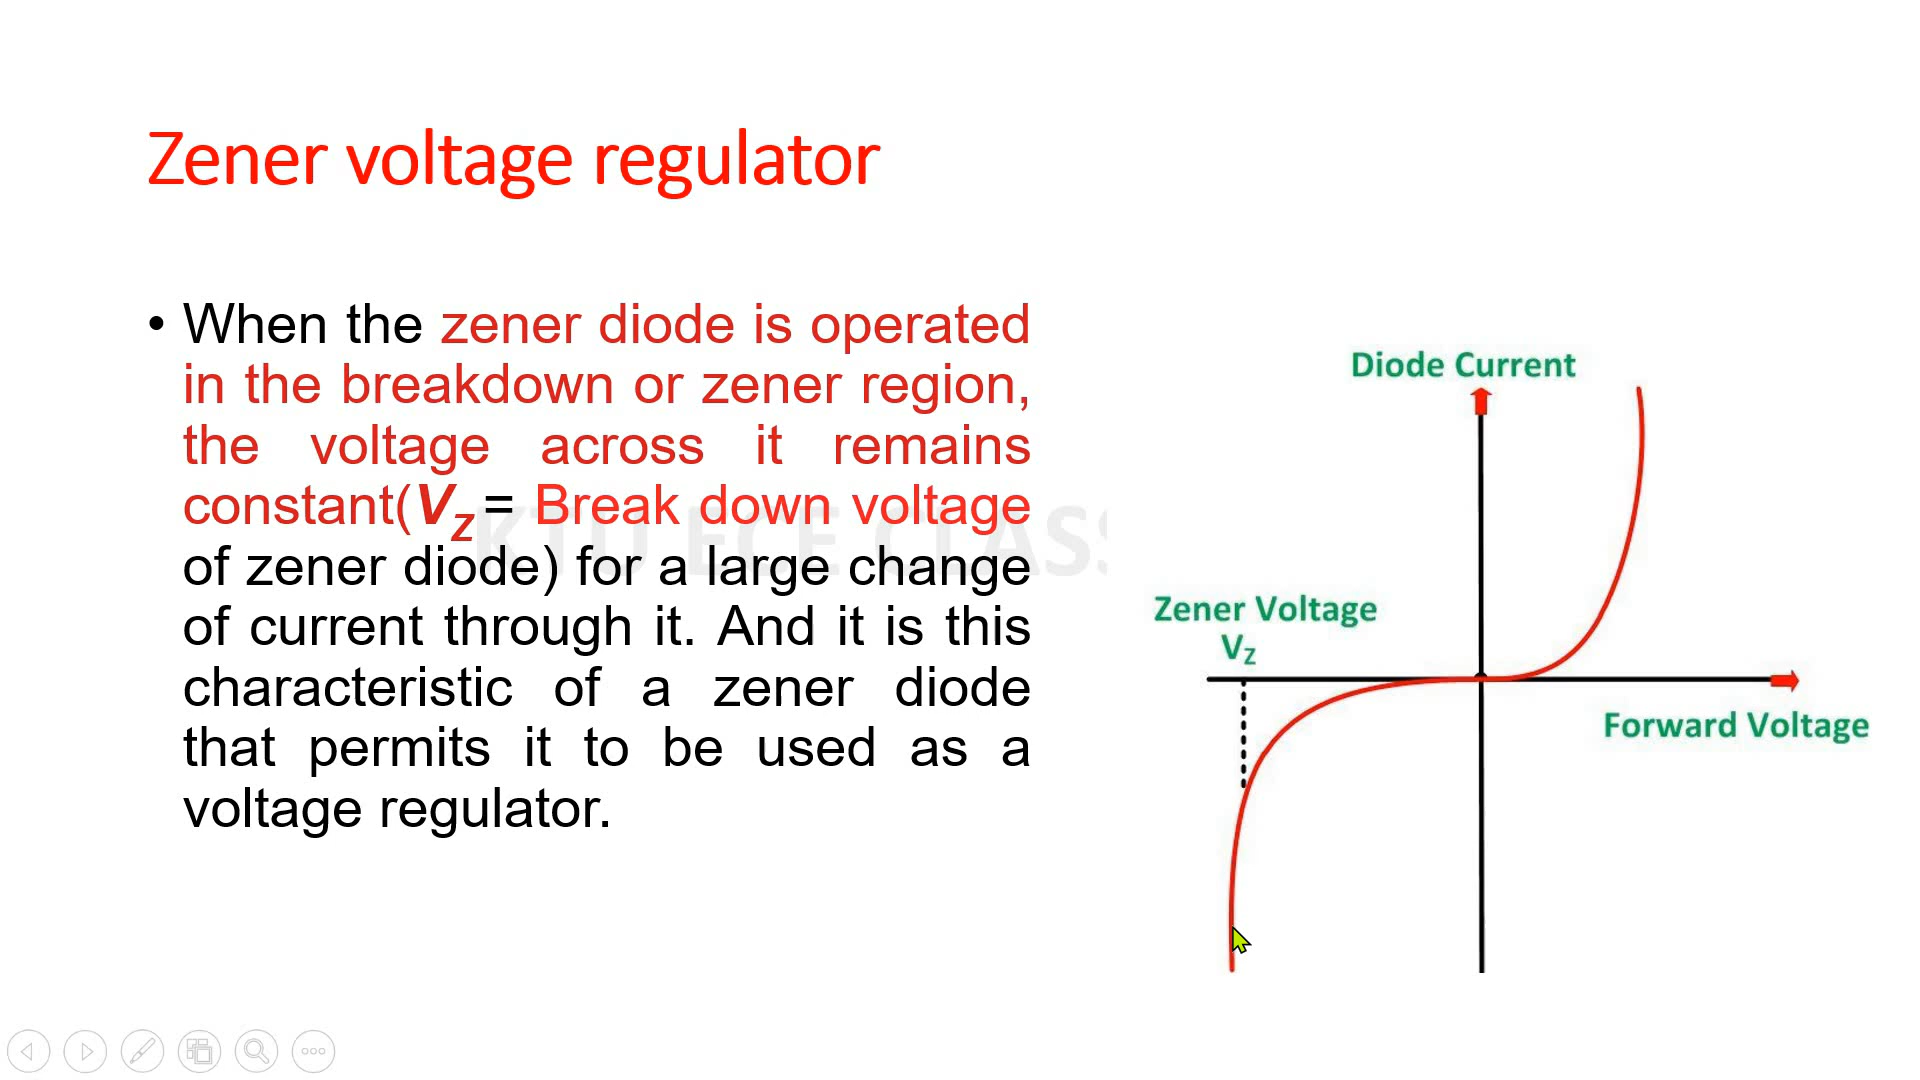 Zener voltage regulator
• When the zener diode is operated
in the breakdown or zener region,
the voltage across it remains
constant(VZ = Break down voltage
of zener diode) for a large change
of current through it. And it is this
characteristic of a zener diode
that permits it to be used as a
voltage regulator.
KTU ECE CLASS
Diode Current
Zener Voltage
VZ
Forward Voltage